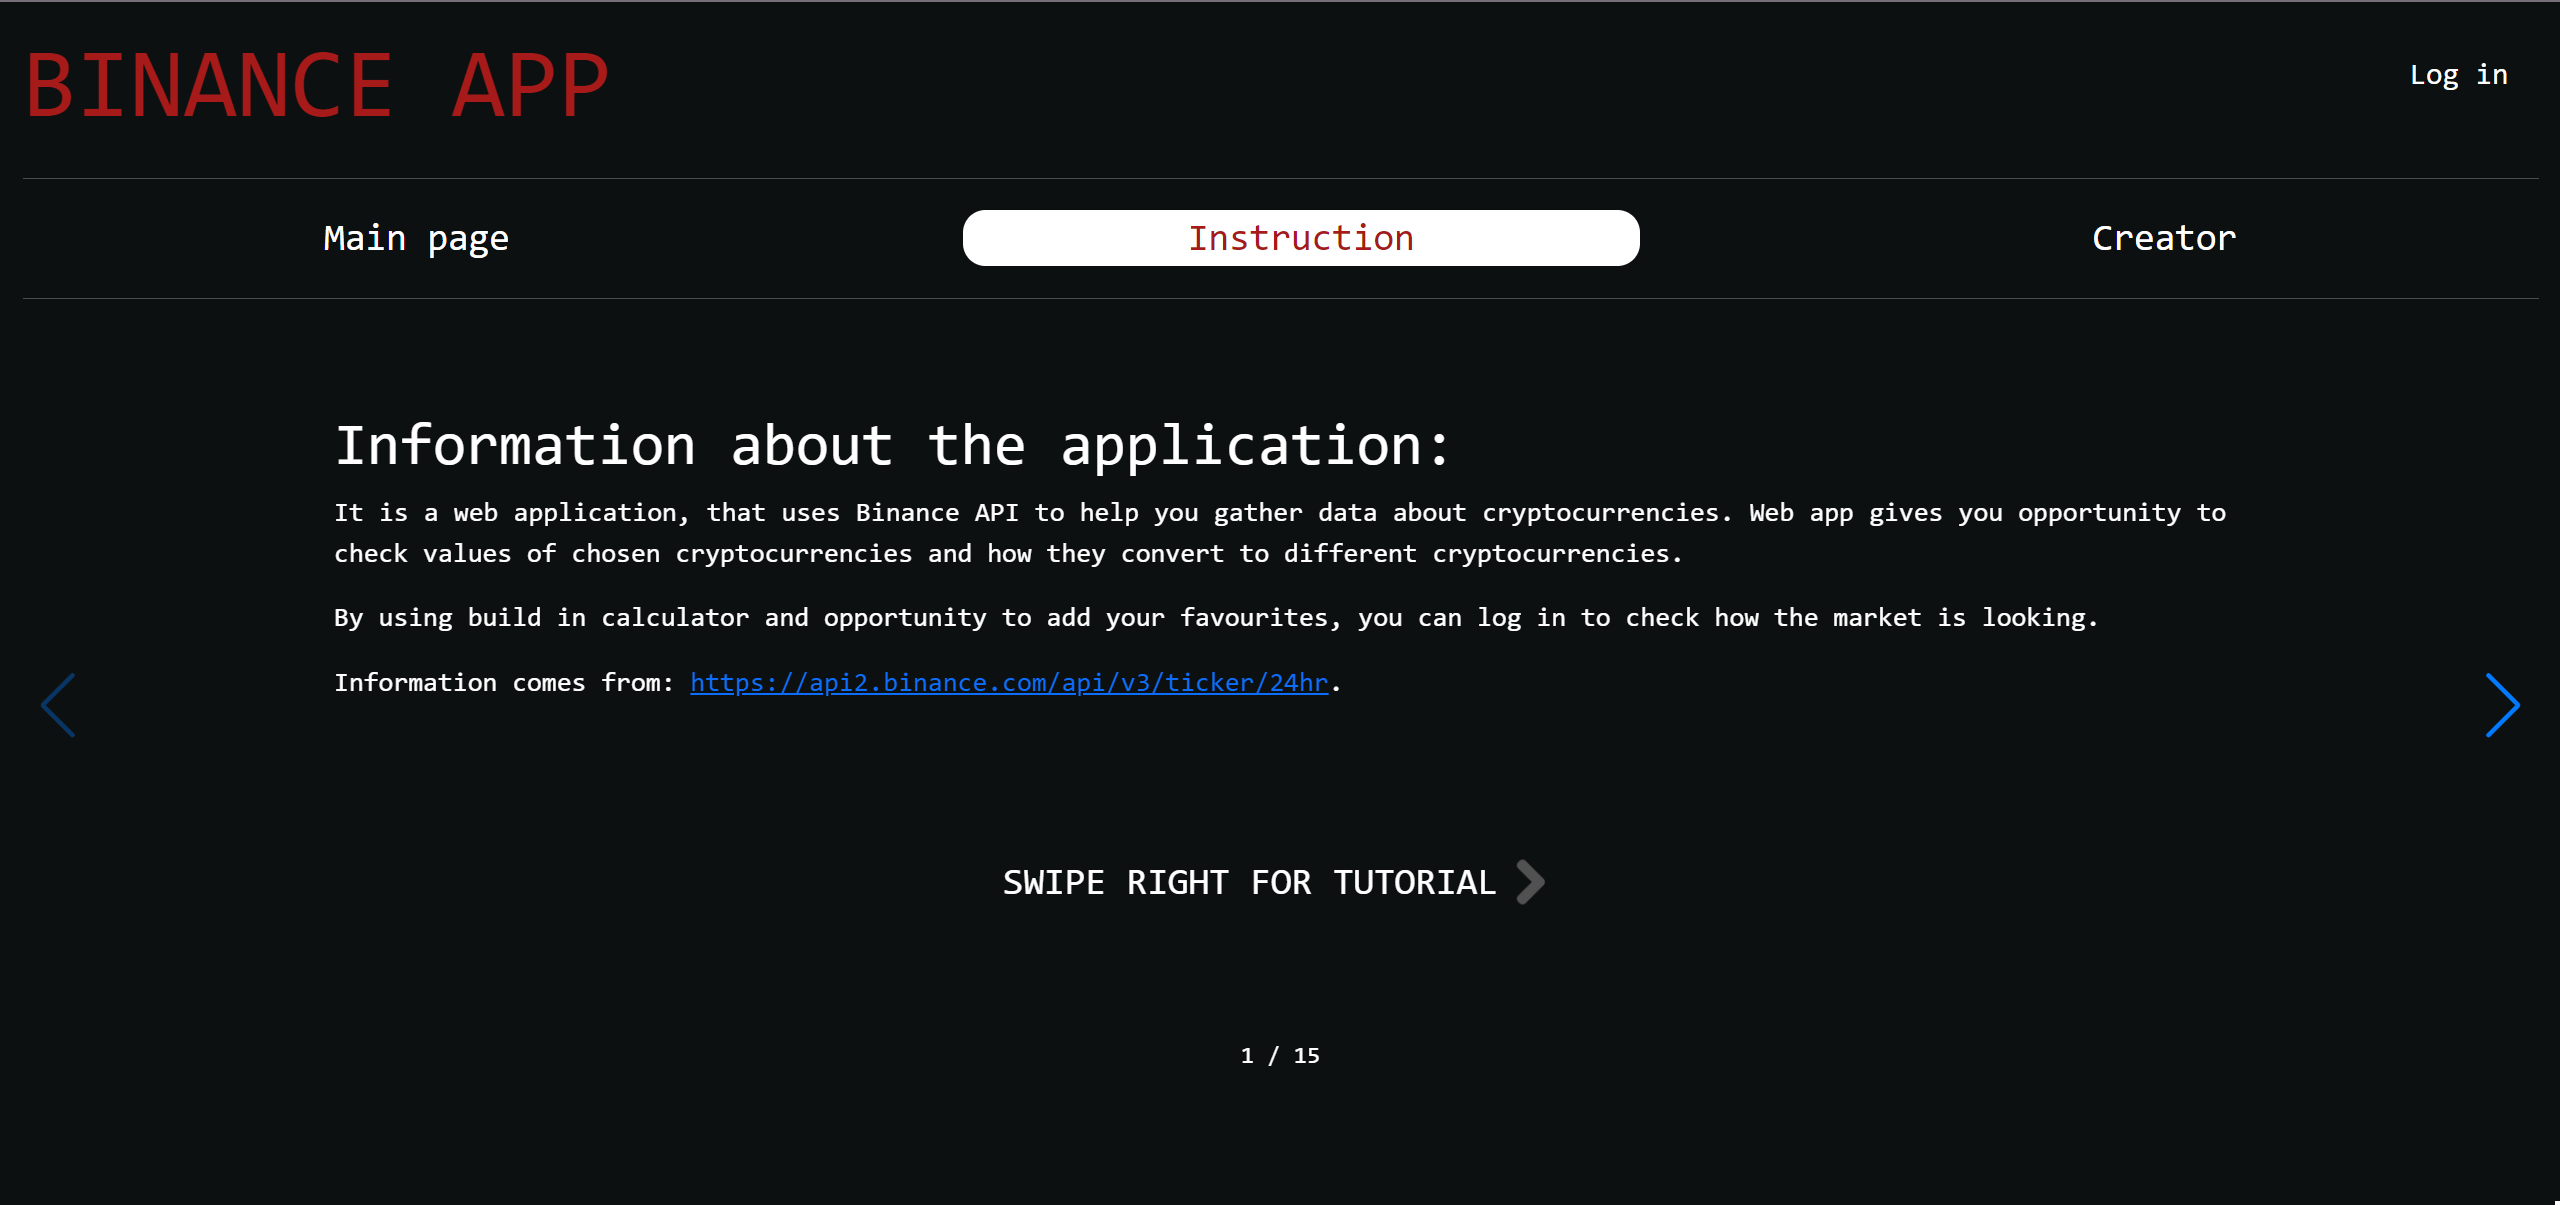 BINANCE APP
Log in
Main page
Instruction
Creator
Information about the application:
It is a web application, that uses Binance API to help you gather data about cryptocurrencies. Web app gives you opportunity to
check values of chosen cryptocurrencies and how they convert to different cryptocurrencies.
By using build in calculator and opportunity to add your favourites, you can log in to check how the market is looking.
Information comes from: https://api2.binance.com/api/v3/ticker/24hr.
SWIPE RIGHT FOR TUTORIAL
1 / 15